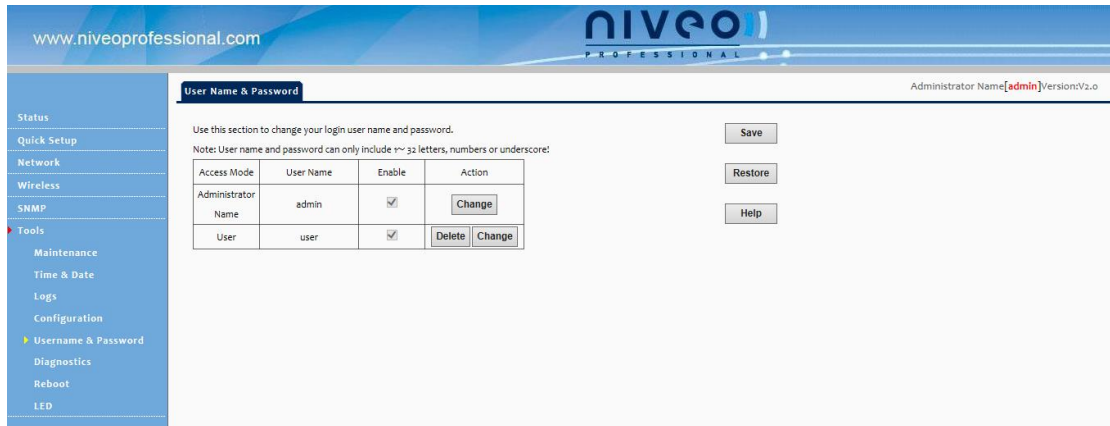 www.niveoprofessional.com
niveo
PROFESSIONAL
User Name & Password
Administrator Name[admin]Version:V2.0
Status
Quick Setup
Network
Wireless
SNMP
Tools
Maintenance
Time & Date
Logs
Configuration
Username & Password
Diagnostics
Reboot
LED
Use this section to change your login user name and password.
Note: User name and password can only include 1~ 32 letters, numbers or underscore!
Access Mode User Name Enable Action
Administrator
Name admin Change
User user Delete Change
Save
Restore
Help